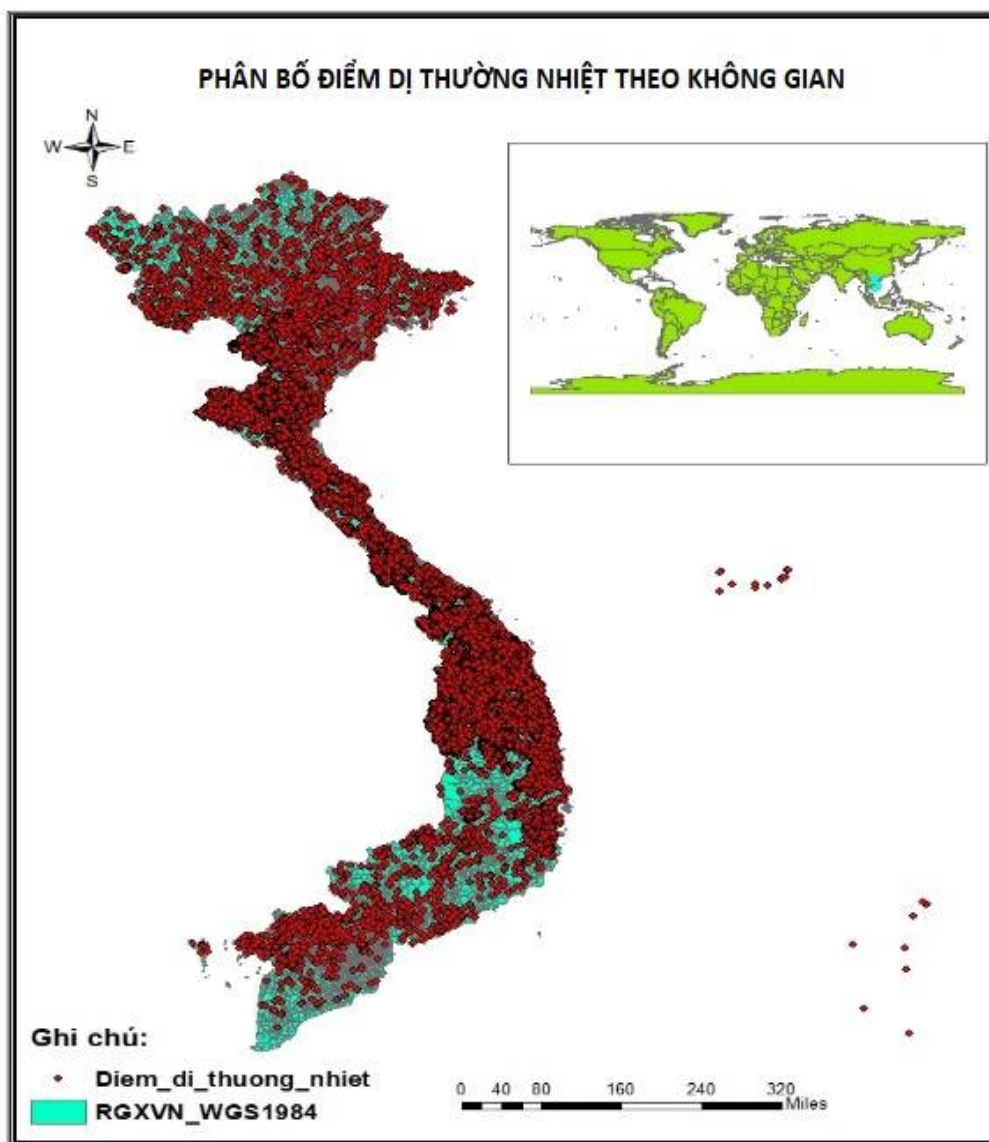 PHÂN BỐ ĐIỂM DỊ THƯỜNG NHIỆT THEO KHÔNG GIAN
N
W E
S
Ghi chú:
Diem_di_thuong_nhiet
RGXVN_WGS1984
0 40 80 160 240 320
Miles